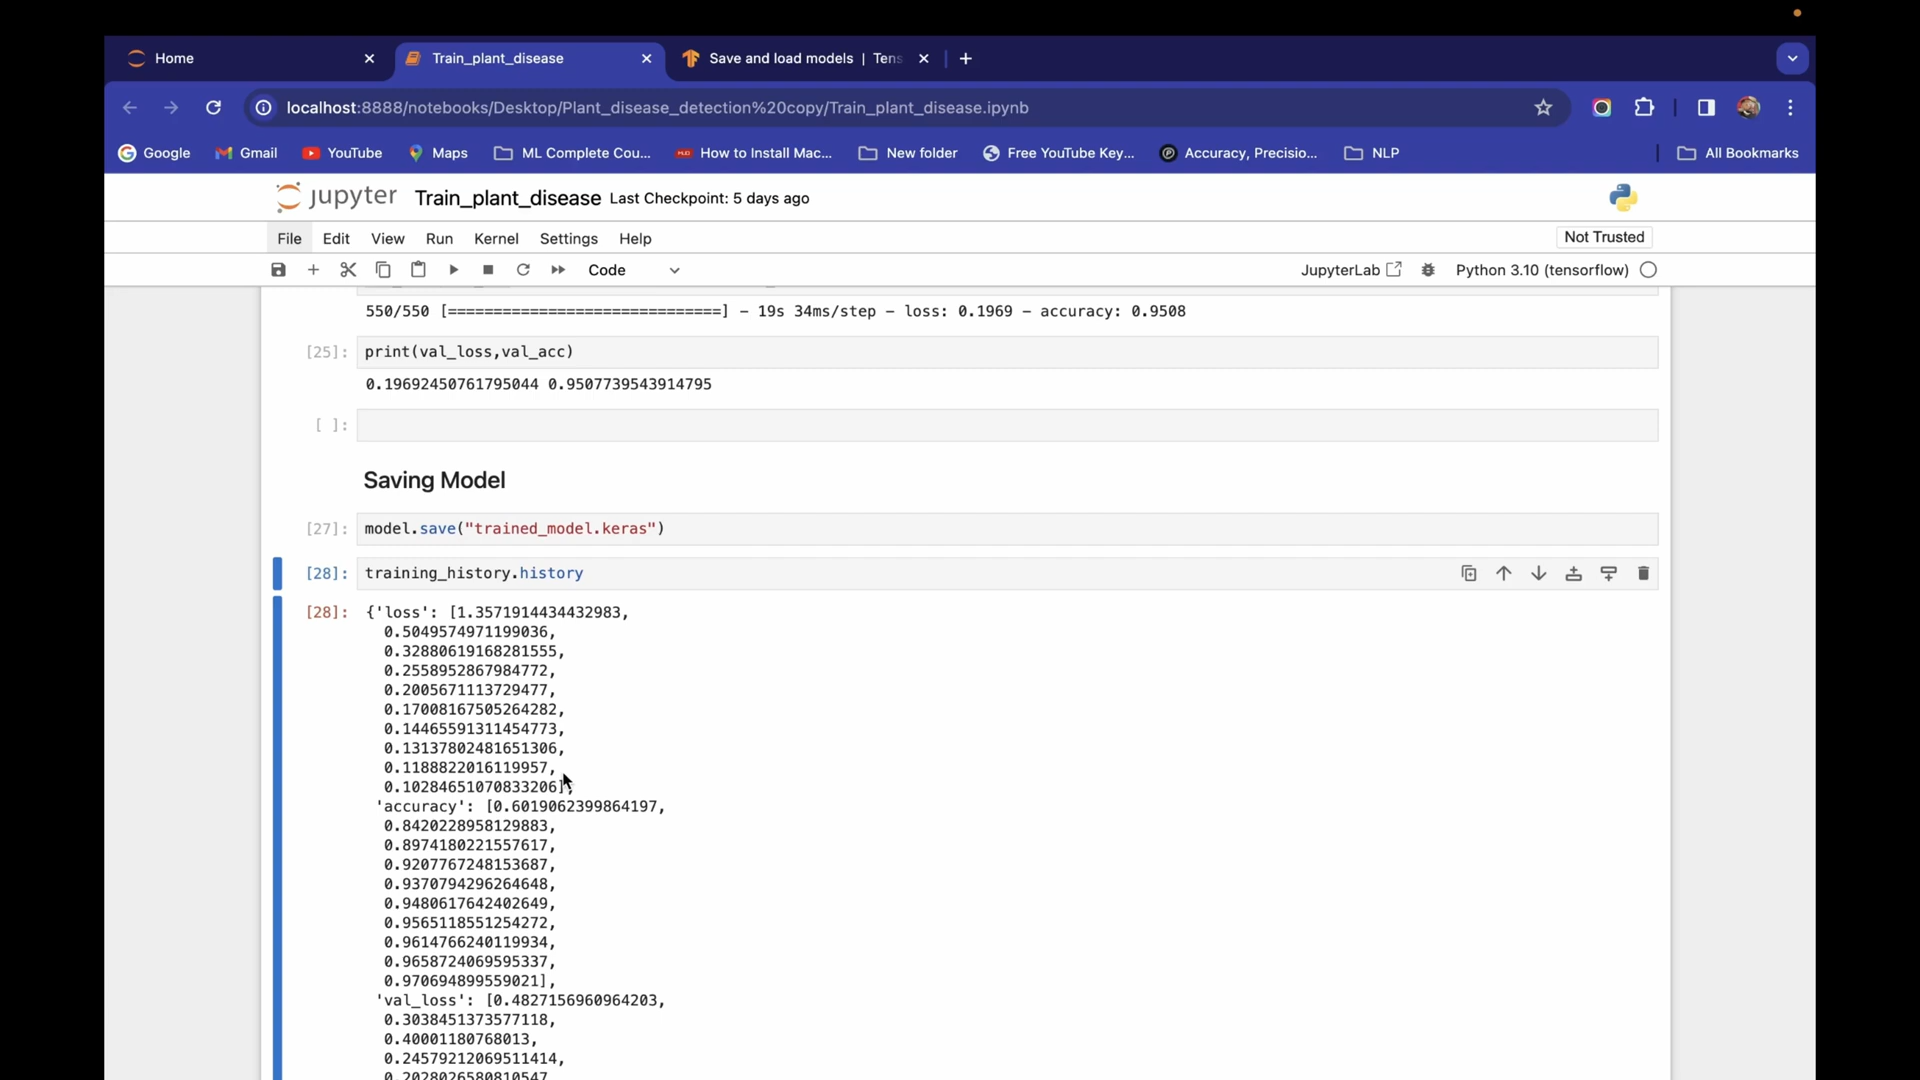 Home
Train_plant_disease
Save and load models | Tens
localhost:8888/notebooks/Desktop/Plant_disease_detection%20copy/Train_plant_disease.ipynb
Google
Gmail
YouTube
Maps
ML Complete Cou...
How to Install Mac...
New folder
Free YouTube Key...
Accuracy, Precisio...
NLP
All Bookmarks
jupyter Train_plant_disease Last Checkpoint: 5 days ago
File Edit View Run Kernel Settings Help
Not Trusted
Code
JupyterLab
Python 3.10 (tensorflow)
550/550 [==============================] - 19s 34ms/step - loss: 0.1969 - accuracy: 0.9508
[25]: print(val_loss,val_acc)
0.19692450761795044 0.9507739543914795
[ ]:
Saving Model
[27]: model.save("trained_model.keras")
[28]: training_history.history
[28]: {'loss': [1.3571914434432983,
0.5049574971199036,
0.32880619168281555,
0.2558952867984772,
0.2005671113729477,
0.17008167505264282,
0.14465591311454773,
0.13137802481651306,
0.1188822016119957,
0.10284651070833206],
'accuracy': [0.6019062399864197,
0.8420228958129883,
0.8974180221557617,
0.9207767248153687,
0.9370794296264648,
0.9480617642402649,
0.9565118551254272,
0.9614766240119934,
0.9658724069595337,
0.970694899559021],
'val_loss': [0.4827156960964203,
0.3038451373577118,
0.40001180768013,
0.24579212069511414,
0.2028026580810547,